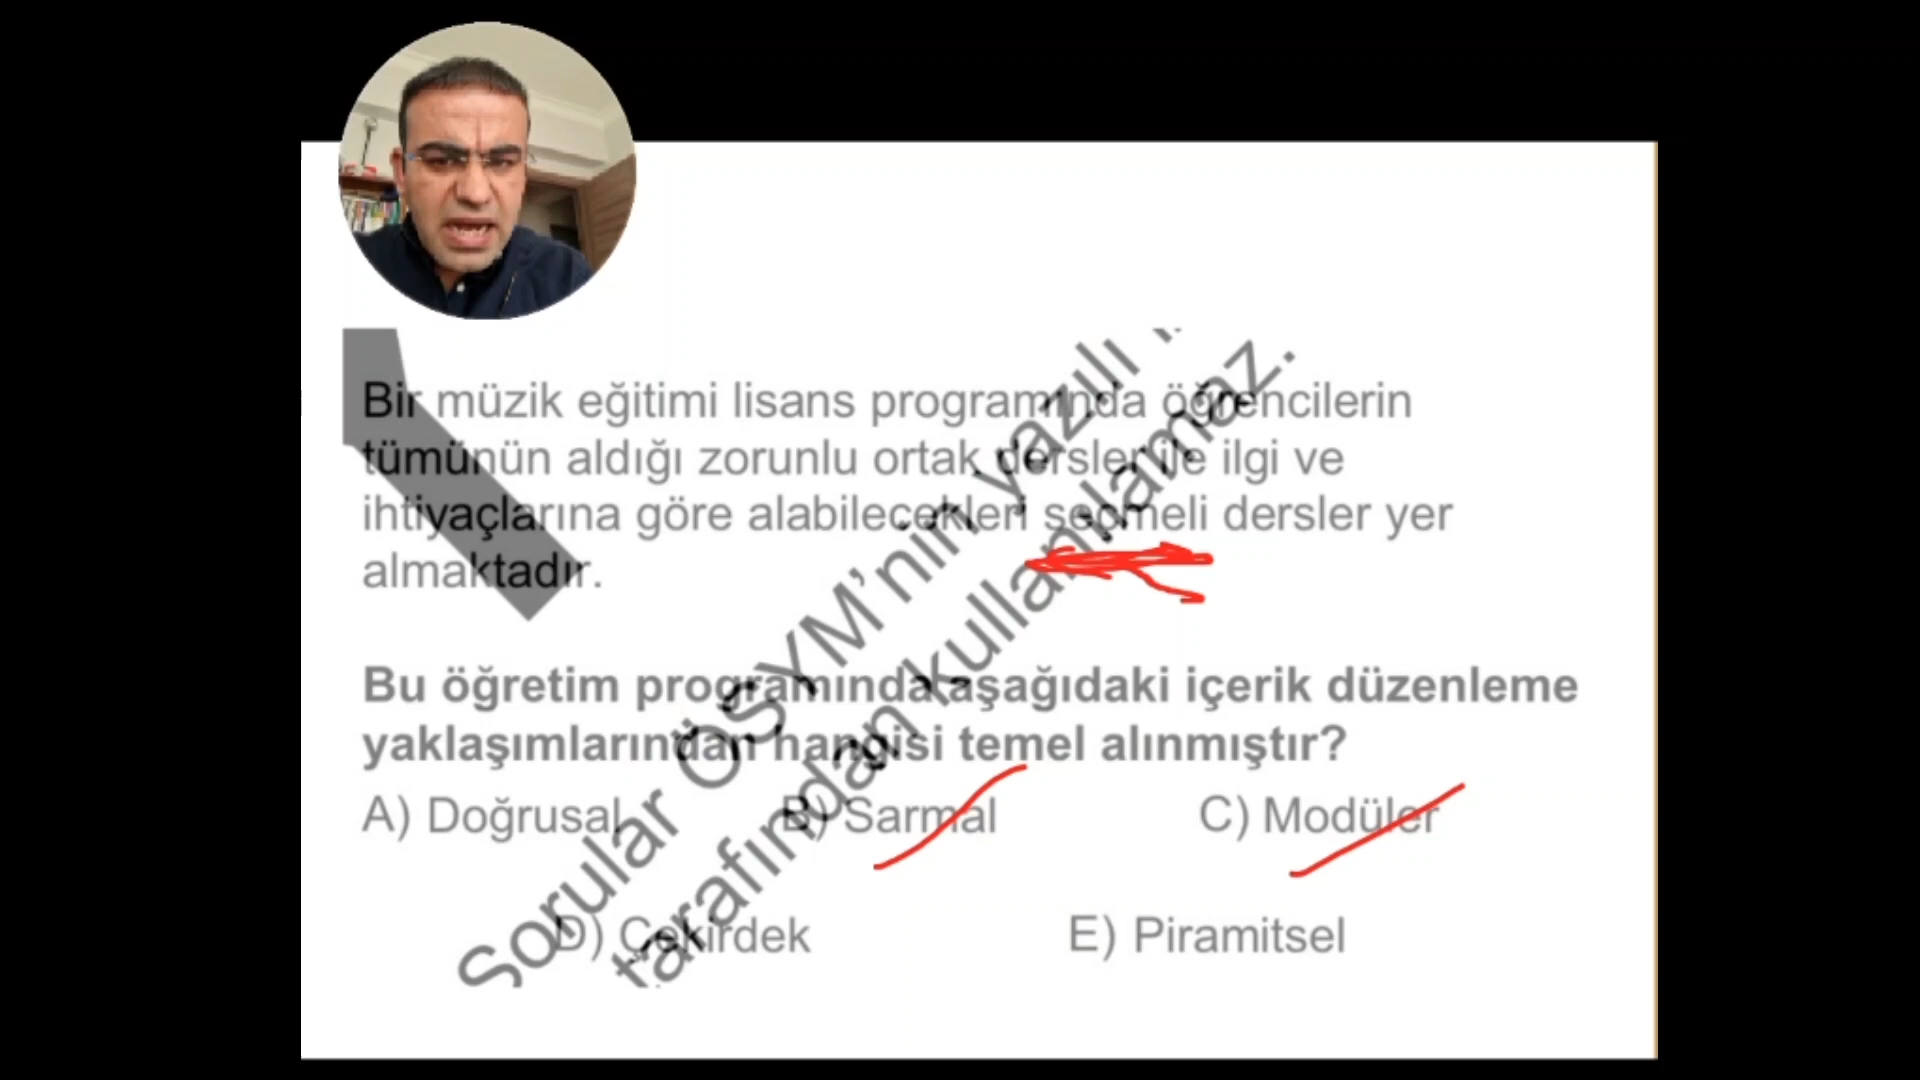 Bir müzik eğitimi lisans programında öğrencilerin
tümünün aldığı zorunlu ortak dersler ile ilgi ve
ihtiyaçlarına göre alabilecekleri seçmeli dersler yer
almaktadır.
Bu öğretim programında aşağıdaki içerik düzenleme
yaklaşımlarından hangisi temel alınmıştır?
A) Doğrusal B) Sarmal C) Modüler
D) Çekirdek E) Piramitsel
Sorular ÖSYM’nin yazılı
tarafından kullanılamaz.